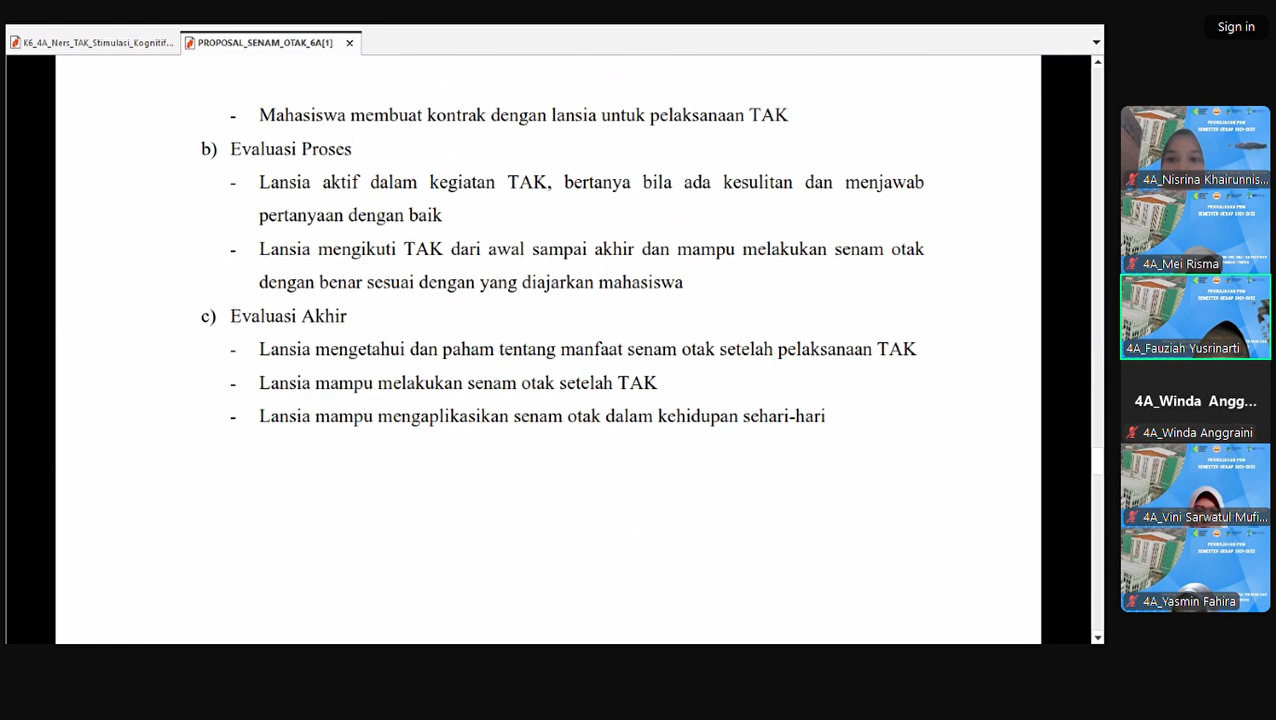 Sign in
K6_4A_Ners_TAK_Stimulasi_Kognitif...
PROPOSAL_SENAM_OTAK_6A[1]
- Mahasiswa membuat kontrak dengan lansia untuk pelaksanaan TAK
b) Evaluasi Proses
- Lansia aktif dalam kegiatan TAK, bertanya bila ada kesulitan dan menjawab
pertanyaan dengan baik
- Lansia mengikuti TAK dari awal sampai akhir dan mampu melakukan senam otak
dengan benar sesuai dengan yang diajarkan mahasiswa
c) Evaluasi Akhir
- Lansia mengetahui dan paham tentang manfaat senam otak setelah pelaksanaan TAK
- Lansia mampu melakukan senam otak setelah TAK
- Lansia mampu mengaplikasikan senam otak dalam kehidupan sehari-hari
4A_Nisrina Khairunnis...
4A_Mei Risma
4A_Fauziah Yusrinarti
4A_Winda Angg...
4A_Winda Anggraini
4A_Vini Sarwatul Mufi...
4A_Yasmin Fahira